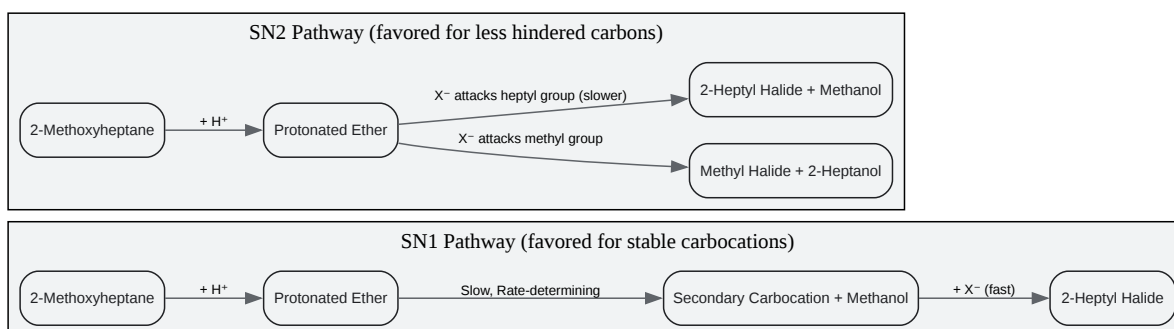 SN2 Pathway (favored for less hindered carbons)
2-Methoxyheptane
+ H⁺
Protonated Ether
X⁻ attacks heptyl group (slower)
2-Heptyl Halide + Methanol
X⁻ attacks methyl group
Methyl Halide + 2-Heptanol
SN1 Pathway (favored for stable carbocations)
2-Methoxyheptane
+ H⁺
Protonated Ether
Slow, Rate-determining
Secondary Carbocation + Methanol
+ X⁻ (fast)
2-Heptyl Halide